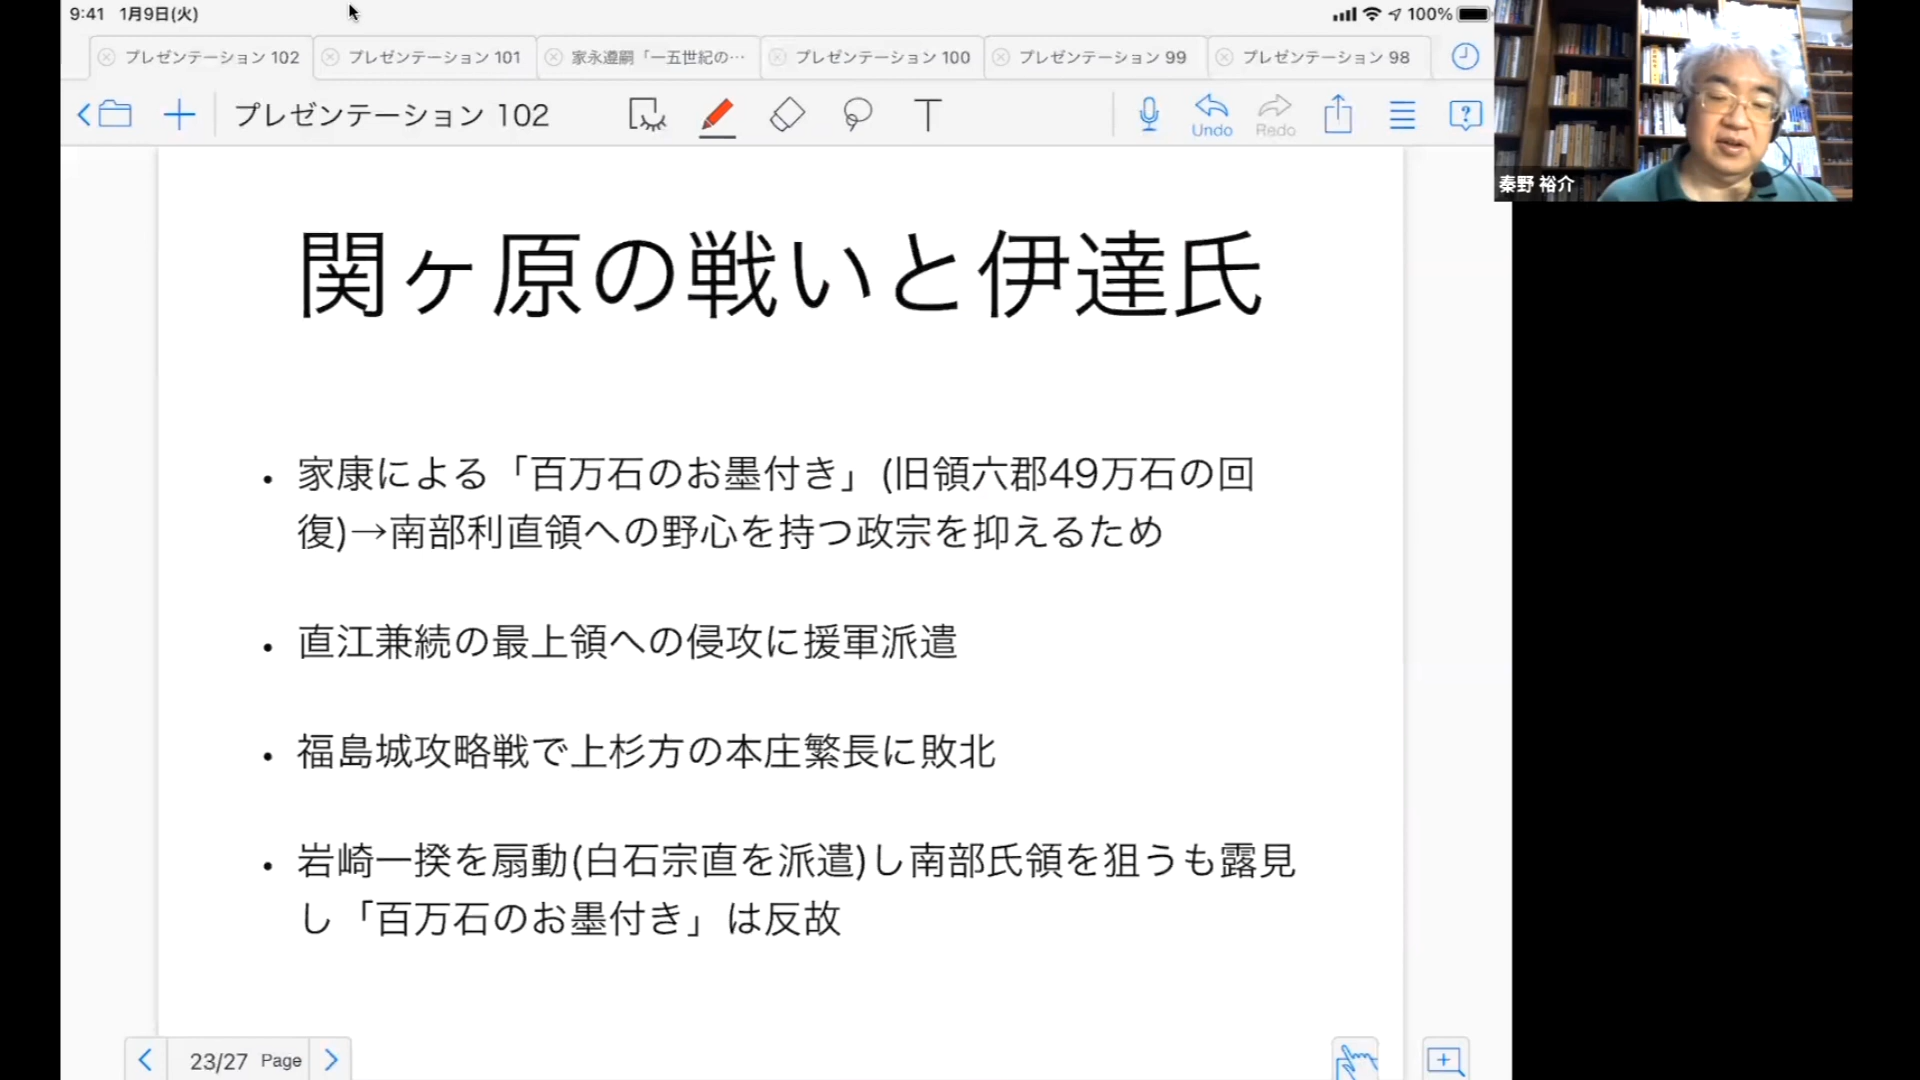 9:41 1月9日(火)
100%
プレゼンテーション 102
プレゼンテーション 101
家永遵嗣「一五世紀の…
プレゼンテーション 100
プレゼンテーション 99
プレゼンテーション 98
プレゼンテーション 102
T
Undo
Redo
秦野 裕介
関ヶ原の戦いと伊達氏
• 家康による「百万石のお墨付き」(旧領六郡49万石の回
復)→南部利直領への野心を持つ政宗を抑えるため
• 直江兼続の最上領への侵攻に援軍派遣
• 福島城攻略戦で上杉方の本庄繁長に敗北
• 岩崎一揆を扇動(白石宗直を派遣)し南部氏領を狙うも露見
し「百万石のお墨付き」は反故
23/27 Page